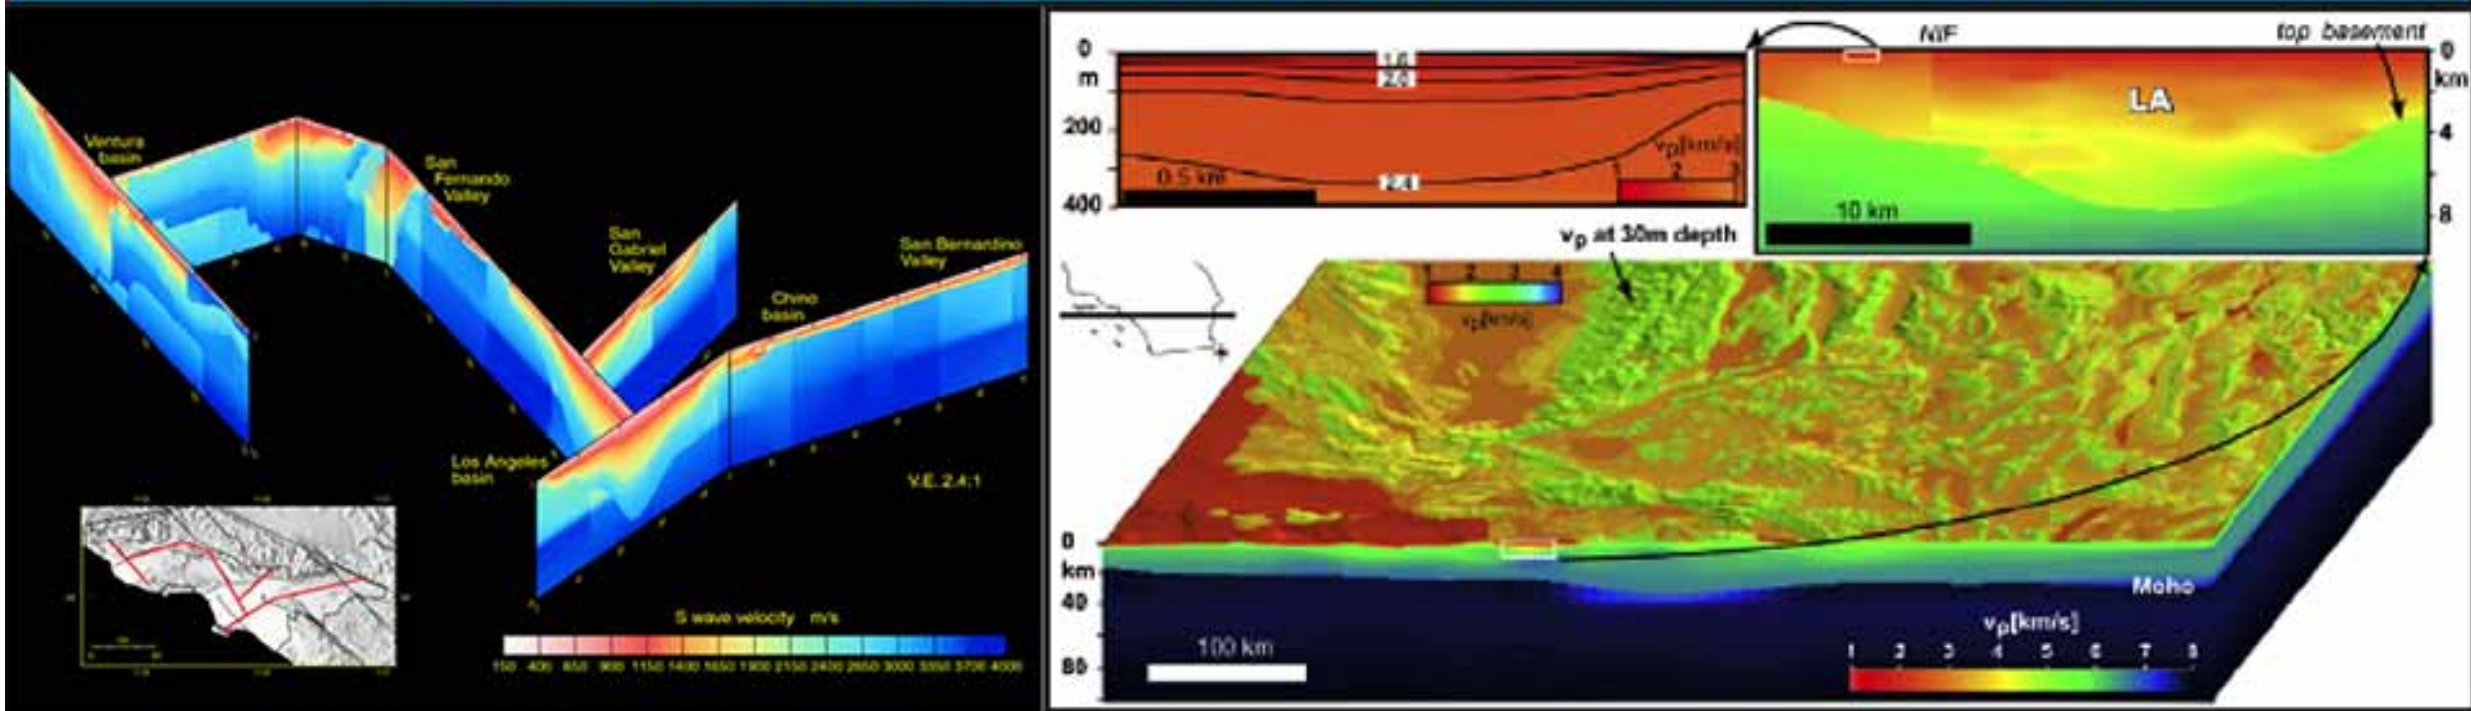 Ventura
basin
San
Fernando
Valley
San
Gabriel
Valley
San Bernardino
Valley
Chino
basin
Los Angeles
basin
V.E. 2.4:1
S wave velocity m/s
150 400 650 900 1150 1400 1650 1900 2150 2400 2650 3000 3350 3700 4000
0
m
200
400
1.6
2.0
2.4
0.5 km
vp[km/s]
2 3
NIF
top basement
LA
10 km
0
km
4
8
vp at 30m depth
1 2 3 4
vp[km/s]
0
km
40
80
100 km
Moho
vp[km/s]
1 2 3 4 5 6 7 8